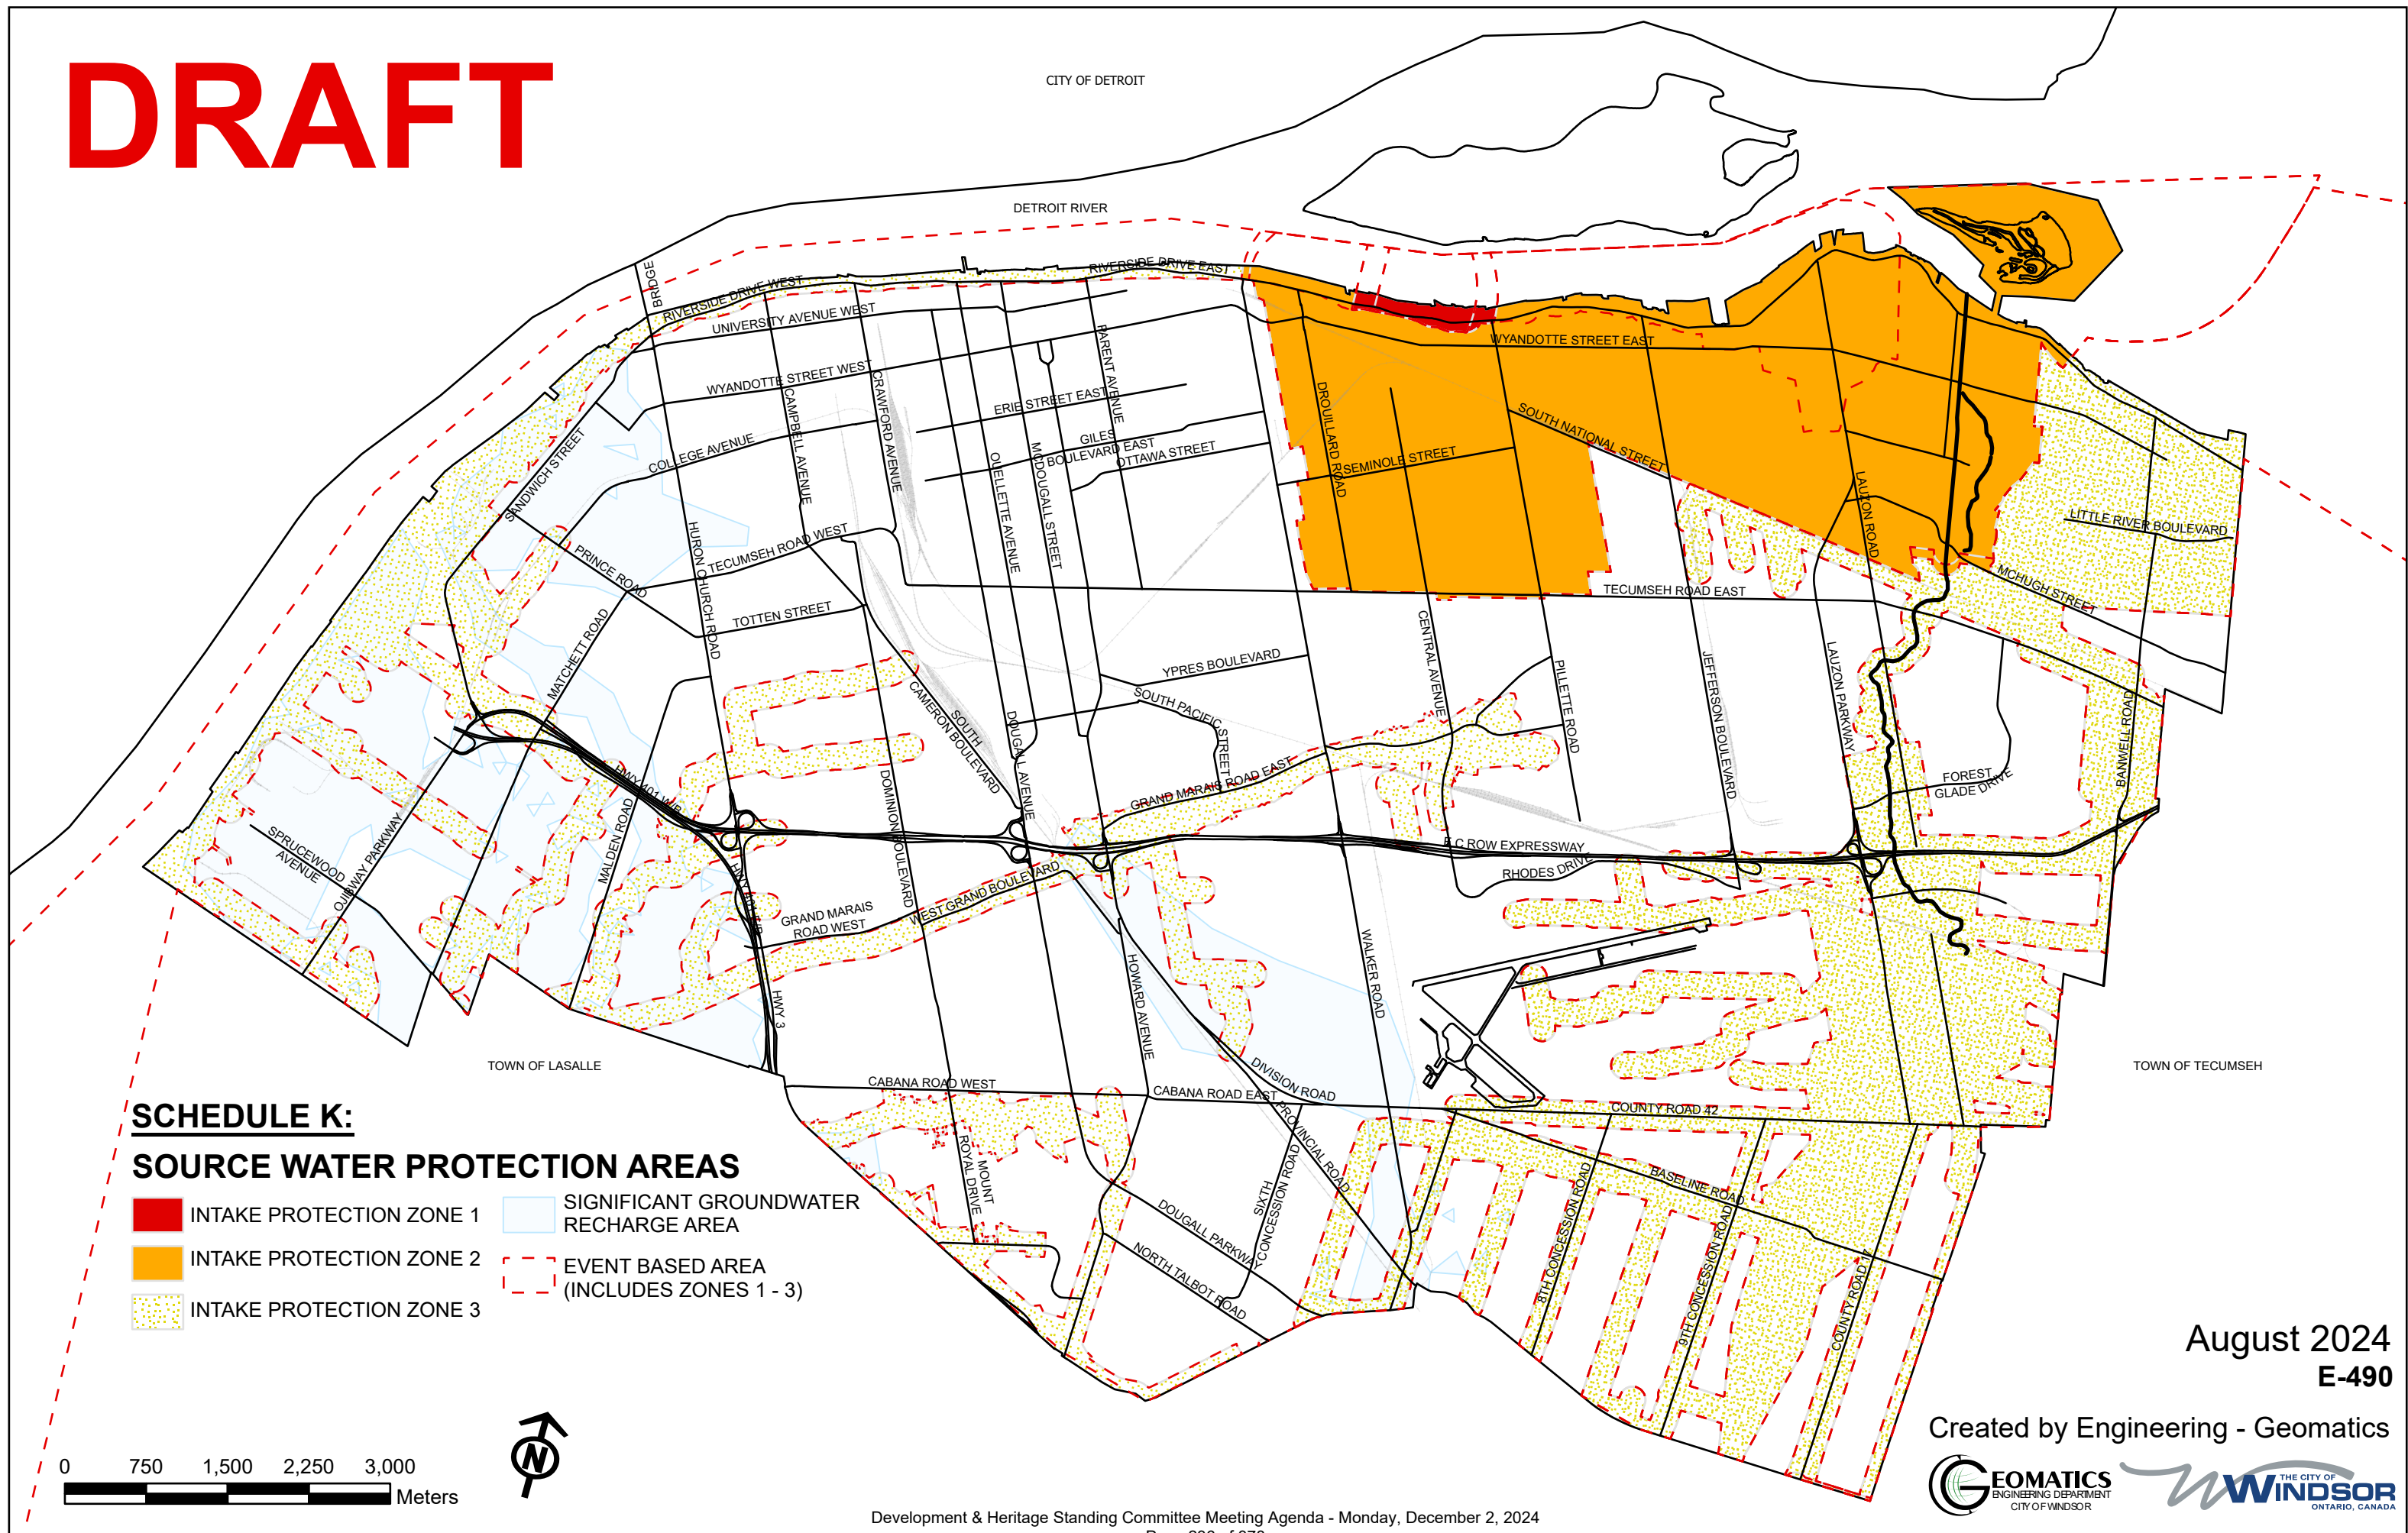 DRAFT
CITY OF DETROIT
DETROIT RIVER
BRIDGE
RIVERSIDE DRIVE WEST
RIVERSIDE DRIVE EAST
UNIVERSITY AVENUE WEST
WYANDOTTE STREET WEST
WYANDOTTE STREET EAST
PARENT AVENUE
CRAWFORD AVENUE
CAMPBELL AVENUE
ERIE STREET EAST
GILES
BOULEVARD EAST
OTTAWA STREET
COLLEGE AVENUE
SANDWICH STREET
OUELLETTE AVENUE
MCDOUGALL STREET
DROUILLARD ROAD
SEMINOLE STREET
SOUTH NATIONAL STREET
LAUZON ROAD
LITTLE RIVER BOULEVARD
MCHUGH STREET
PRINCE ROAD
HURON CHURCH ROAD
TECUMSEH ROAD WEST
TECUMSEH ROAD EAST
TOTTEN STREET
MATCHETT ROAD
YPRES BOULEVARD
CENTRAL AVENUE
PILLETTE ROAD
JEFFERSON BOULEVARD
LAUZON PARKWAY
BANWELL ROAD
SOUTH
CAMERON BOULEVARD
SOUTH PACIFIC
STREET
DOUGALL AVENUE
DOMINION BOULEVARD
GRAND MARAIS ROAD EAST
FOREST
GLADE DRIVE
HWY 401 W/B
MALDEN ROAD
SPRUCEWOOD
AVENUE
OJIBWAY PARKWAY
E C ROW EXPRESSWAY
RHODES DRIVE
WEST GRAND BOULEVARD
GRAND MARAIS
ROAD WEST
HWY 3
HOWARD AVENUE
WALKER ROAD
TOWN OF LASALLE
TOWN OF TECUMSEH
CABANA ROAD WEST
CABANA ROAD EAST
DIVISION ROAD
PROVINCIAL ROAD
COUNTY ROAD 42
BASELINE ROAD
MOUNT
ROYAL DRIVE
SIXTH
CONCESSION ROAD
DOUGALL PARKWAY
NORTH TALBOT ROAD
8TH CONCESSION ROAD
9TH CONCESSION ROAD
COUNTY ROAD 17
SCHEDULE K:
SOURCE WATER PROTECTION AREAS
INTAKE PROTECTION ZONE 1
INTAKE PROTECTION ZONE 2
INTAKE PROTECTION ZONE 3
SIGNIFICANT GROUNDWATER
RECHARGE AREA
EVENT BASED AREA
(INCLUDES ZONES 1 - 3)
0 750 1,500 2,250 3,000
Meters
N
August 2024
E-490
Created by Engineering - Geomatics
GEOMATICS
ENGINEERING DEPARTMENT
CITY OF WINDSOR
THE CITY OF
WINDSOR
ONTARIO, CANADA
Development & Heritage Standing Committee Meeting Agenda - Monday, December 2, 2024